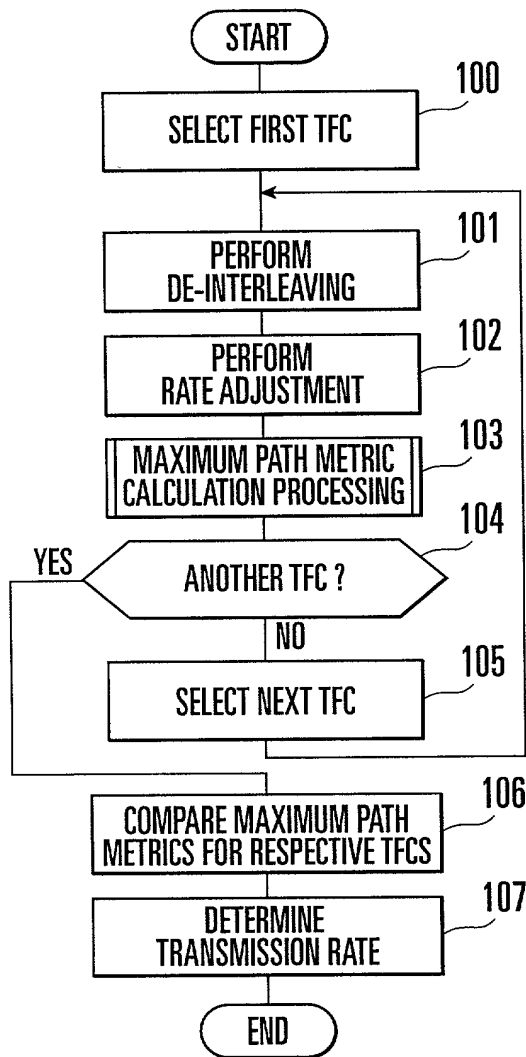 START
100
SELECT FIRST TFC
101
PERFORM
DE-INTERLEAVING
102
PERFORM
RATE ADJUSTMENT
103
MAXIMUM PATH METRIC
CALCULATION PROCESSING
104
YES
ANOTHER TFC ?
NO
105
SELECT NEXT TFC
106
COMPARE MAXIMUM PATH
METRICS FOR RESPECTIVE TFCS
107
DETERMINE
TRANSMISSION RATE
END